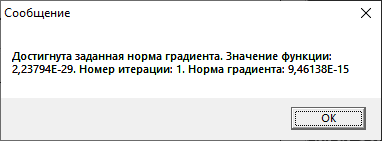 Сообщение
Достигнута заданная норма градиента. Значение функции:
2,23794E-29. Номер итерации: 1. Норма градиента: 9,46138E-15
OK